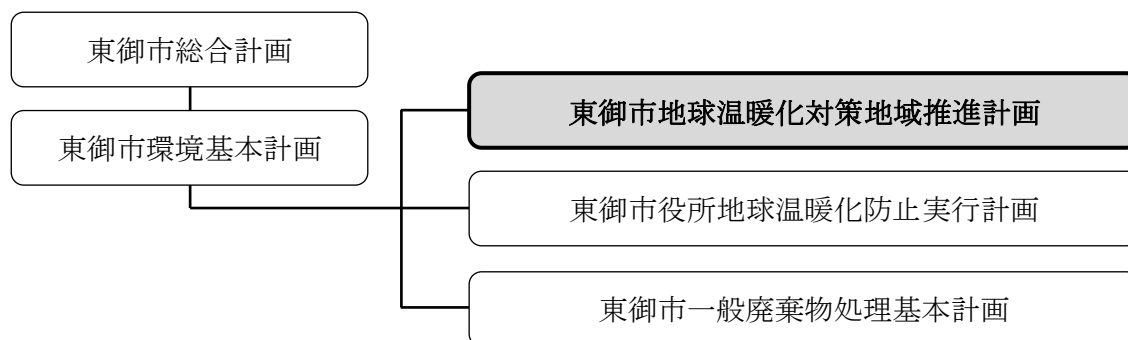 東御市総合計画
東御市環境基本計画
東御市地球温暖化対策地域推進計画
東御市役所地球温暖化防止実行計画
東御市一般廃棄物処理基本計画